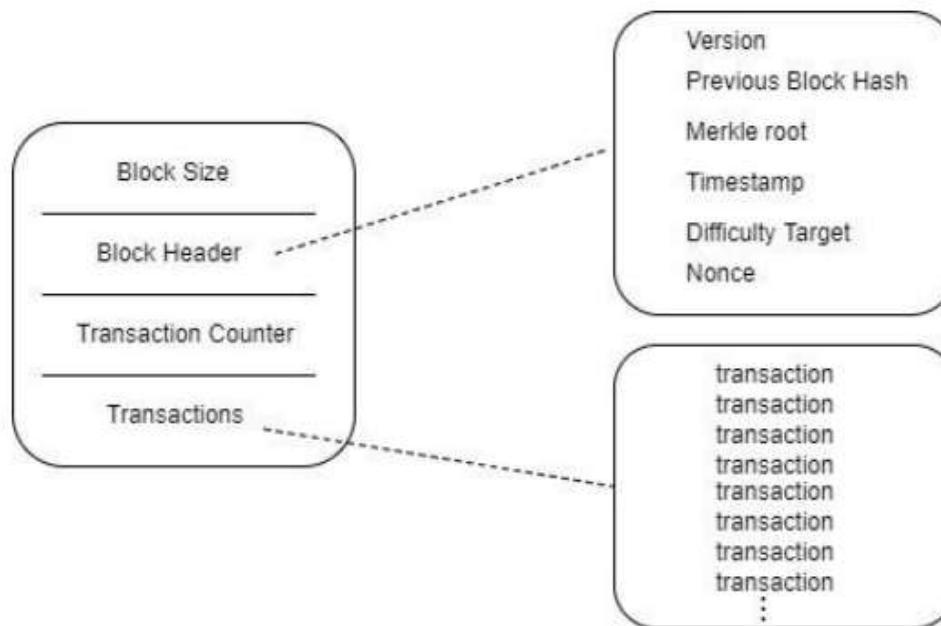 Block Size
Block Header
Transaction Counter
Transactions
Version
Previous Block Hash
Merkle root
Timestamp
Difficulty Target
Nonce
transaction
transaction
transaction
transaction
transaction
transaction
transaction
transaction